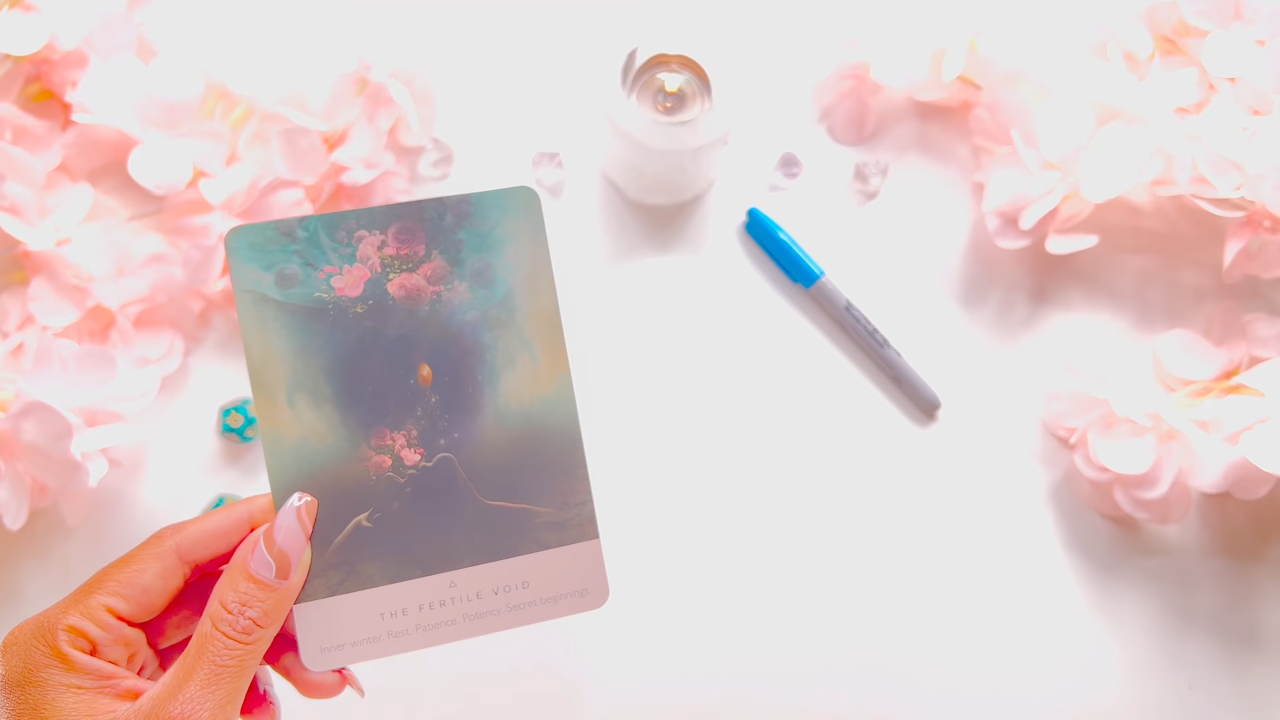 THE FERTILE VOID
Inner winter. Rest. Patience. Potency. Secret beginnings.